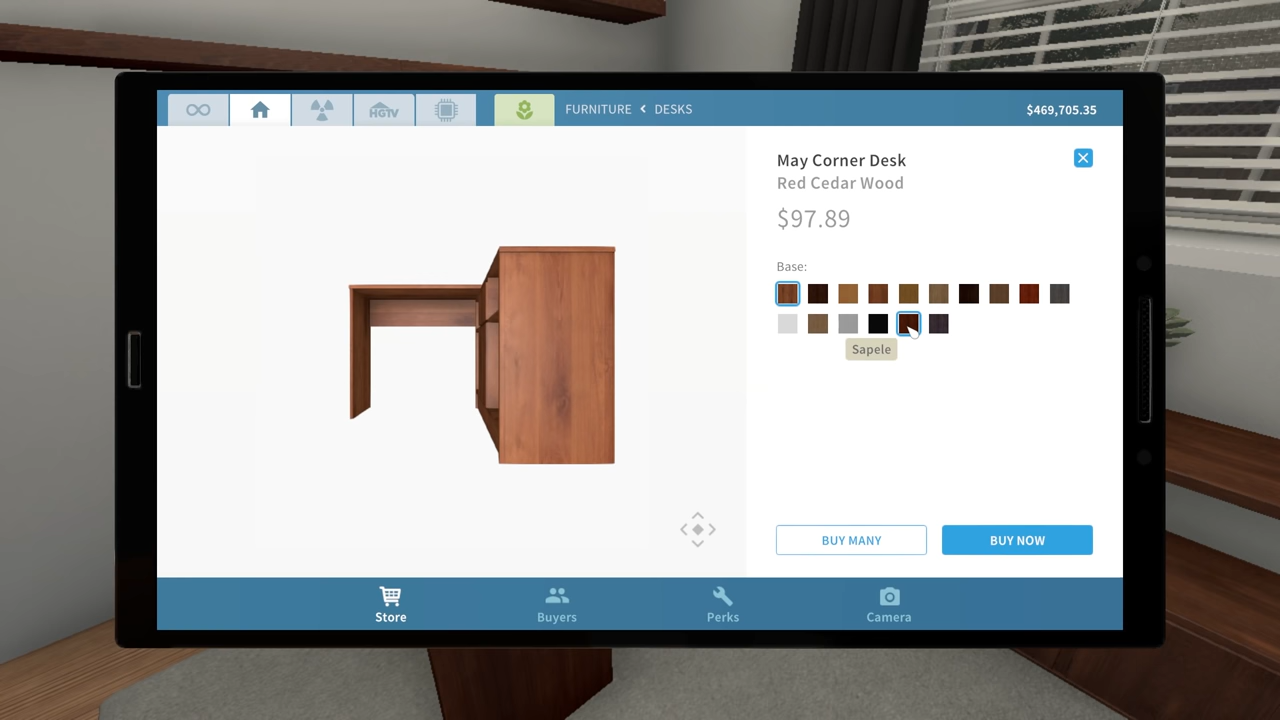 HGTV
FURNITURE < DESKS
$469,705.35
May Corner Desk
Red Cedar Wood
$97.89
Base:
Sapele
BUY MANY
BUY NOW
Store
Buyers
Perks
Camera